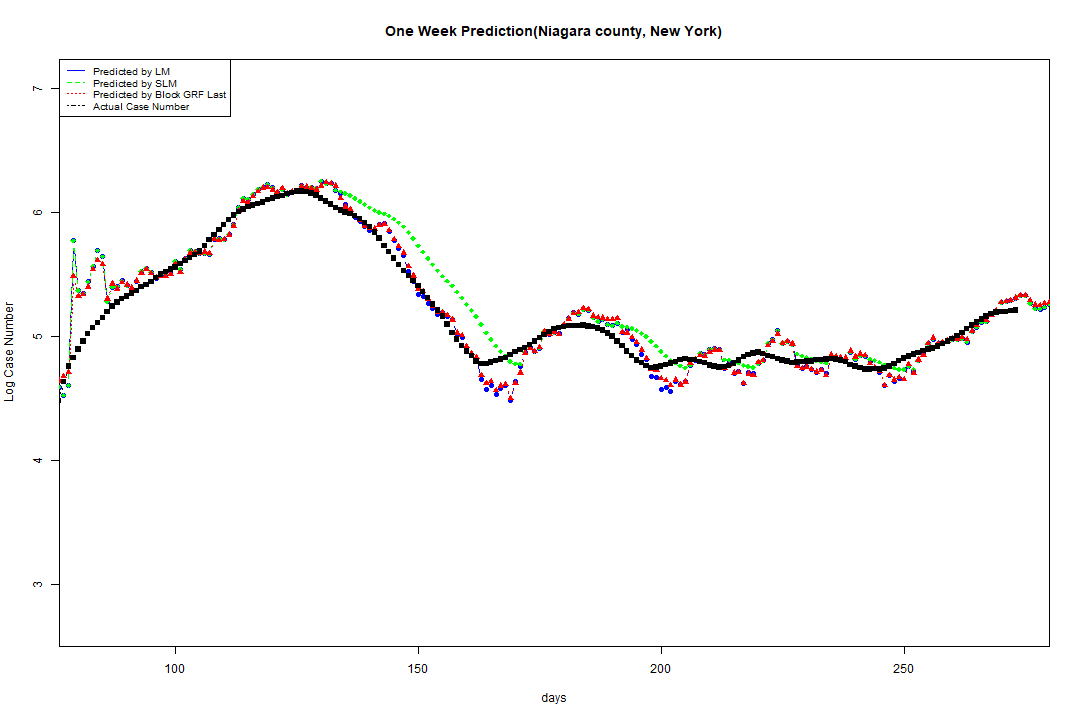 One Week Prediction(Niagara county, New York)
Predicted by LM
Predicted by SLM
Predicted by Block GRF Last
Actual Case Number
7
6
5
4
3
Log Case Number
100 150 200 250
days